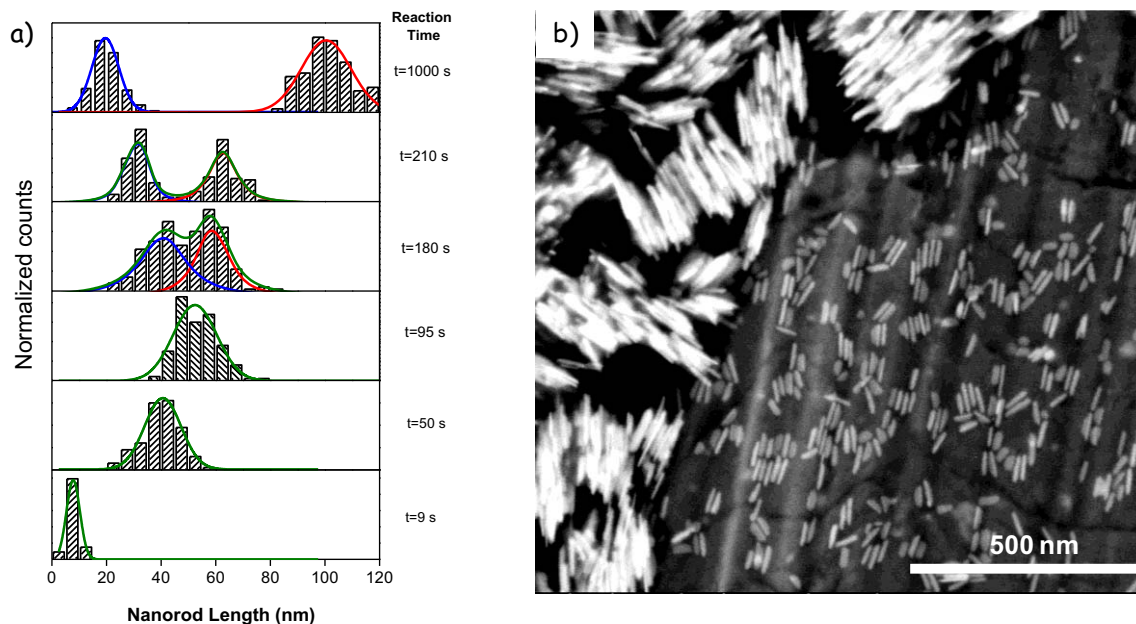 a)
Reaction
Time
t=1000 s
t=210 s
t=180 s
t=95 s
t=50 s
t=9 s
Normalized counts
0 20 40 60 80 100 120
Nanorod Length (nm)
b)
500 nm